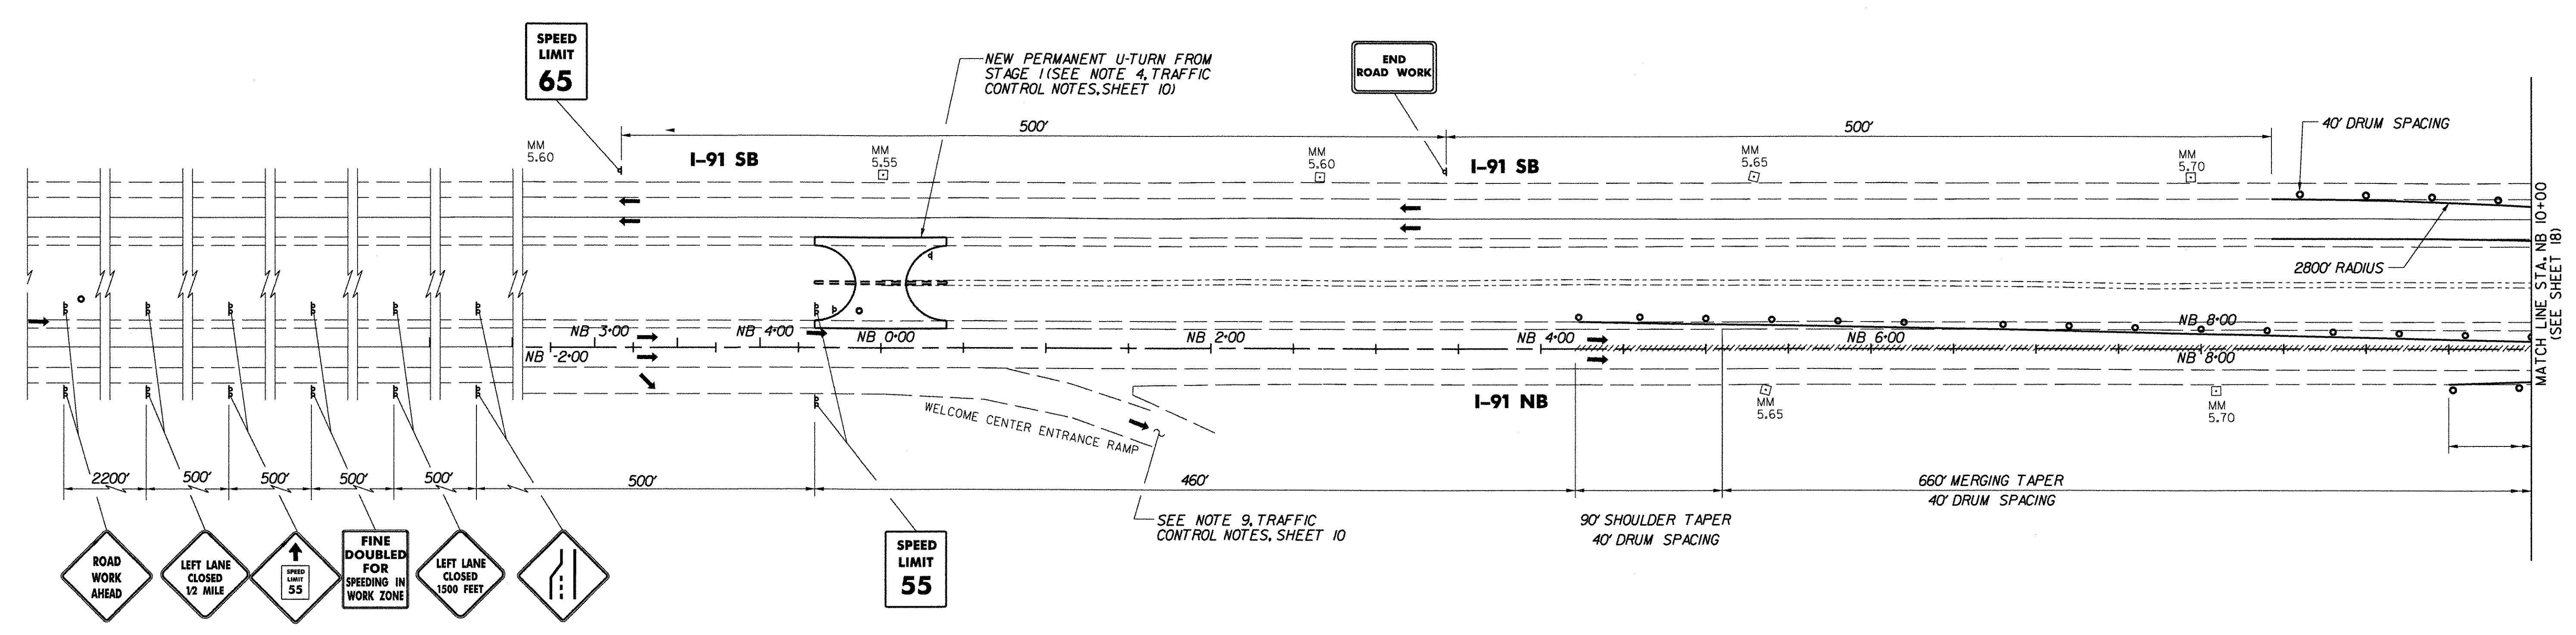 SPEED
LIMIT
65
NEW PERMANENT U-TURN FROM
STAGE 1 (SEE NOTE 4, TRAFFIC
CONTROL NOTES, SHEET 10)
END
ROAD WORK
500'
500'
40' DRUM SPACING
MM
5.60
I-91 SB
MM
5.55
MM
5.60
I-91 SB
MM
5.65
MM
5.70
2800' RADIUS
MATCH LINE STA. NB 10+00
(SEE SHEET 18)
NB 3+00
NB 4+00
NB 0+00
NB 2+00
NB 4+00
NB 6+00
NB 8+00
NB -2+00
NB 8+00
I-91 NB
MM
5.65
MM
5.70
WELCOME CENTER ENTRANCE RAMP
2200'
500'
500'
500'
500'
500'
460'
660' MERGING TAPER
40' DRUM SPACING
90' SHOULDER TAPER
40' DRUM SPACING
SEE NOTE 9, TRAFFIC
CONTROL NOTES, SHEET 10
ROAD
WORK
AHEAD
LEFT LANE
CLOSED
1/2 MILE
SPEED
LIMIT
55
FINE
DOUBLED
FOR
SPEEDING IN
WORK ZONE
LEFT LANE
CLOSED
1500 FEET
SPEED
LIMIT
55